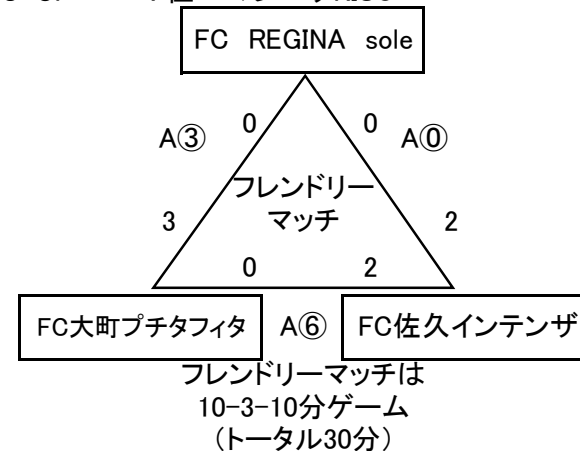 FC REGINA sole
0 0
A③ A⓪
フレンドリー
マッチ
3 2
0 2
FC大町プチタフィタ A⑥ FC佐久インテンザ
フレンドリーマッチは
10-3-10分ゲーム
（トータル30分）